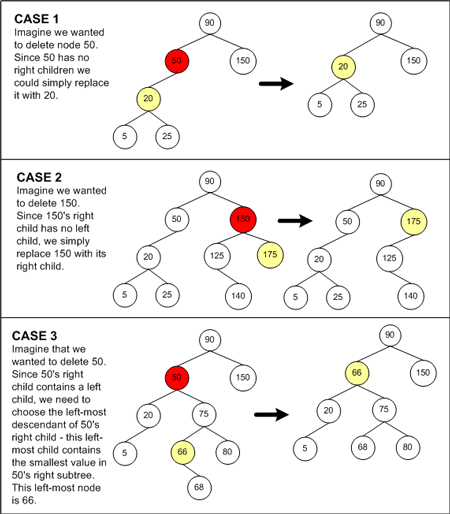 CASE 1
Imagine we wanted
to delete node 50.
Since 50 has no
right children we
could simply replace
it with 20.
90
50
150
20
5
25
90
20
150
5
25
CASE 2
Imagine we wanted
to delete 150.
Since 150's right
child has no left
child, we simply
replace 150 with its
right child.
90
50
150
20
125
175
5
25
140
90
50
175
20
125
5
25
140
CASE 3
Imagine that we
wanted to delete 50.
Since 50's right
child contains a left
child, we need to
choose the left-most
descendant of 50's
right child - this left-
most child contains
the smallest value in
50's right subtree.
This left-most node
is 66.
90
50
150
20
75
5
66
80
68
90
66
150
20
75
5
68
80